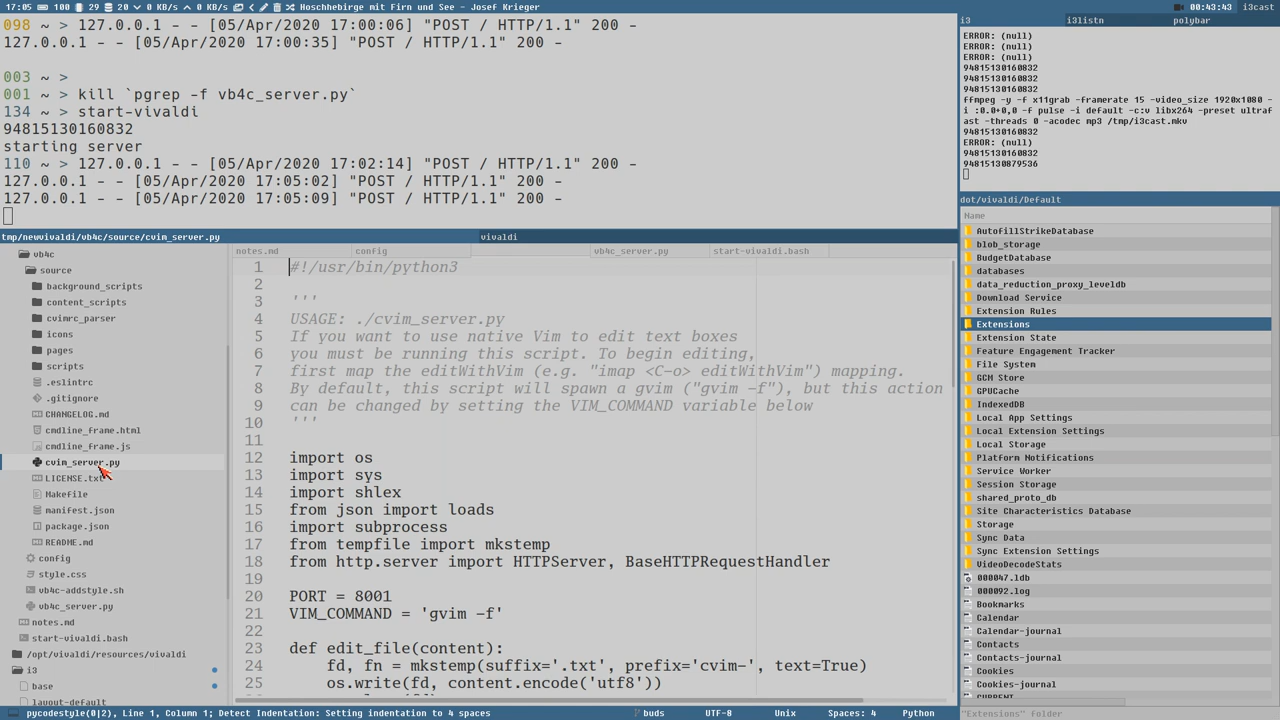 17:05 100 29 20 0 KB/s 0 KB/s Hoschhebirge mit Firn und See - Josef Krieger 00:43:43 i3cast
098 ~ > 127.0.0.1 - - [05/Apr/2020 17:00:06] "POST / HTTP/1.1" 200 -
127.0.0.1 - - [05/Apr/2020 17:00:35] "POST / HTTP/1.1" 200 -
003 ~ >
001 ~ > kill `pgrep -f vb4c_server.py`
134 ~ > start-vivaldi
94815130160832
starting server
110 ~ > 127.0.0.1 - - [05/Apr/2020 17:02:14] "POST / HTTP/1.1" 200 -
127.0.0.1 - - [05/Apr/2020 17:05:02] "POST / HTTP/1.1" 200 -
127.0.0.1 - - [05/Apr/2020 17:05:09] "POST / HTTP/1.1" 200 -
i3 i3listn polybar
ERROR: (null)
ERROR: (null)
ERROR: (null)
94815130160832
94815130160832
94815130160832
ffmpeg -y -f x11grab -framerate 15 -video_size 1920x1080 -
i :0.0+0,0 -f pulse -i default -c:v libx264 -preset ultraf
ast -threads 0 -acodec mp3 /tmp/i3cast.mkv
94815130160832
ERROR: (null)
94815130160832
94815130879536
tmp/newvivaldi/vb4c/source/cvim_server.py vivaldi
vb4c
source
background_scripts
content_scripts
cvimrc_parser
icons
pages
scripts
.eslintrc
.gitignore
CHANGELOG.md
cmdline_frame.html
cmdline_frame.js
cvim_server.py
LICENSE.txt
Makefile
manifest.json
package.json
README.md
config
style.css
vb4c-addstyle.sh
vb4c_server.py
notes.md
start-vivaldi.bash
/opt/vivaldi/resources/vivaldi
i3
base
layout-default
notes.md config vb4c_server.py start-vivaldi.bash
1 #!/usr/bin/python3
2
3 '''
4 USAGE: ./cvim_server.py
5 If you want to use native Vim to edit text boxes
6 you must be running this script. To begin editing,
7 first map the editWithVim (e.g. "imap <C-o> editWithVim") mapping.
8 By default, this script will spawn a gvim ("gvim -f"), but this action
9 can be changed by setting the VIM_COMMAND variable below
10 '''
11
12 import os
13 import sys
14 import shlex
15 from json import loads
16 import subprocess
17 from tempfile import mkstemp
18 from http.server import HTTPServer, BaseHTTPRequestHandler
19
20 PORT = 8001
21 VIM_COMMAND = 'gvim -f'
22
23 def edit_file(content):
24 fd, fn = mkstemp(suffix='.txt', prefix='cvim-', text=True)
25 os.write(fd, content.encode('utf8'))
dot/vivaldi/Default
Name
AutofillStrikeDatabase
blob_storage
BudgetDatabase
databases
data_reduction_proxy_leveldb
Download Service
Extension Rules
Extensions
Extension State
Feature Engagement Tracker
File System
GCM Store
GPUCache
IndexedDB
Local App Settings
Local Extension Settings
Local Storage
Platform Notifications
Service Worker
Session Storage
shared_proto_db
Site Characteristics Database
Storage
Sync Data
Sync Extension Settings
VideoDecodeStats
000047.ldb
000092.log
Bookmarks
Calendar
Calendar-journal
Contacts
Contacts-journal
Cookies
Cookies-journal
CURRENT
"Extensions" folder
pycodestyle(0|2), Line 1, Column 1; Detect Indentation: Setting indentation to 4 spaces buds UTF-8 Unix Spaces: 4 Python